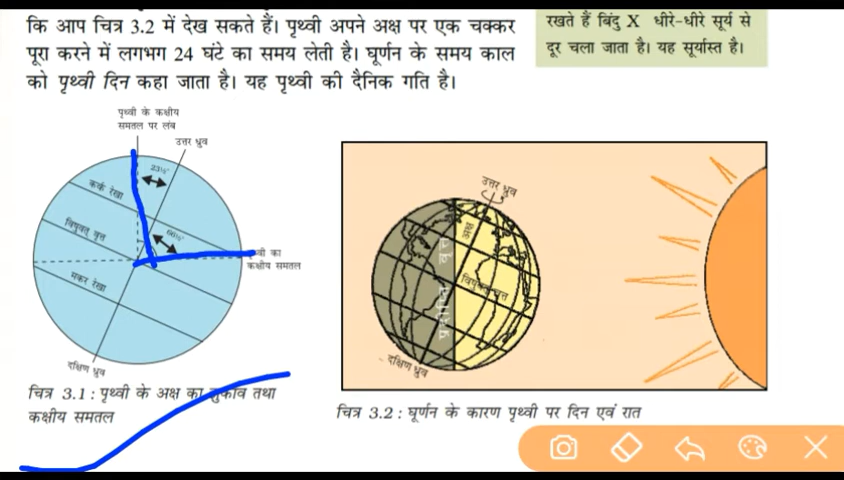 कि आप चित्र 3.2 में देख सकते हैं। पृथ्वी अपने अक्ष पर एक चक्कर
पूरा करने में लगभग 24 घंटे का समय लेती है। घूर्णन के समय काल
को पृथ्वी दिन कहा जाता है। यह पृथ्वी की दैनिक गति है।
रखते हैं बिंदु X धीरे-धीरे सूर्य से
दूर चला जाता है। यह सूर्यास्त है।
पृथ्वी के कक्षीय
समतल पर लंब
उत्तर ध्रुव
23½°
कर्क रेखा
विषुवत् वृत्त
66½°
वी का
कक्षीय समतल
मकर रेखा
दक्षिण ध्रुव
चित्र 3.1 : पृथ्वी के अक्ष का झुकाव तथा
कक्षीय समतल
उत्तर ध्रुव
अक्ष
वृत्त
प्रदीप्ति
विषुवत् वृत्त
दक्षिण ध्रुव
चित्र 3.2 : घूर्णन के कारण पृथ्वी पर दिन एवं रात